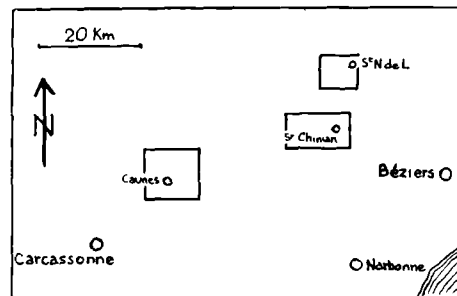 20 Km
Sᵗ N de L
N
Sᵗ Chinian
Caunes
Béziers
Carcassonne
Narbonne